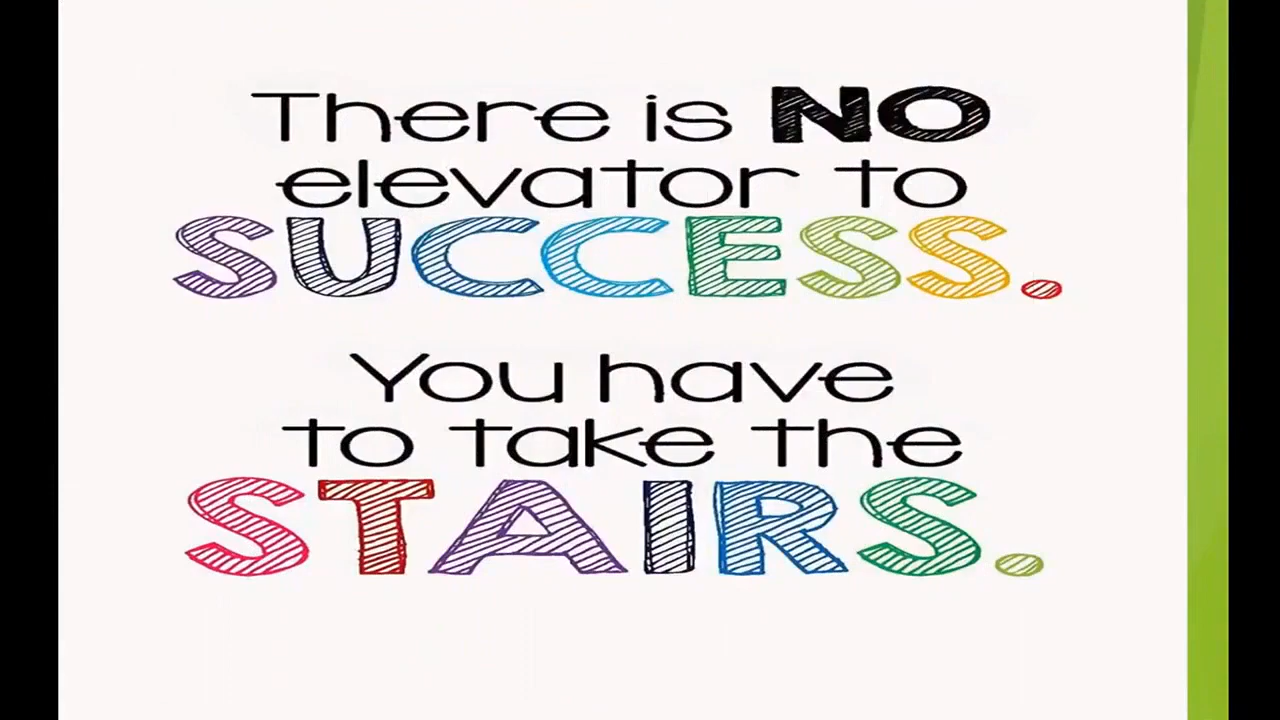 There is NO
elevator to
SUCCESS.
You have
to take the
STAIRS.